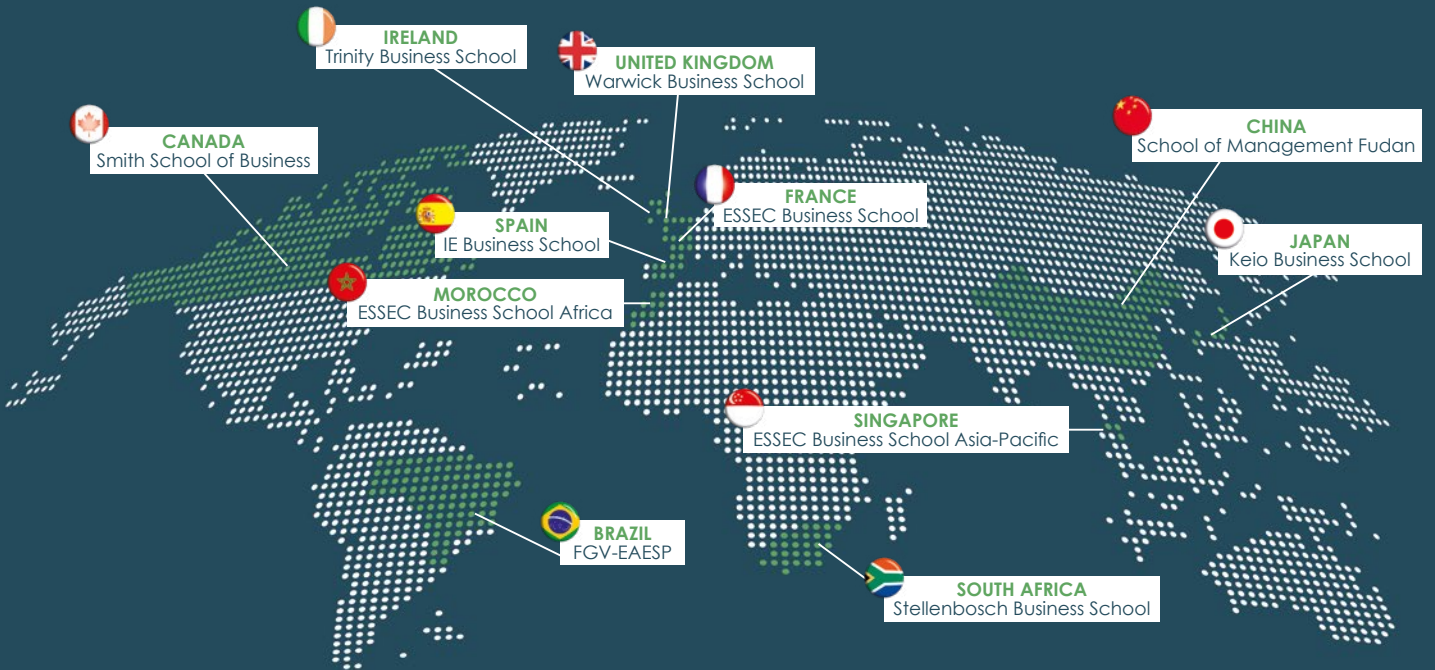 IRELAND
Trinity Business School
UNITED KINGDOM
Warwick Business School
CANADA
Smith School of Business
CHINA
School of Management Fudan
FRANCE
ESSEC Business School
SPAIN
IE Business School
JAPAN
Keio Business School
MOROCCO
ESSEC Business School Africa
SINGAPORE
ESSEC Business School Asia-Pacific
BRAZIL
FGV-EAESP
SOUTH AFRICA
Stellenbosch Business School